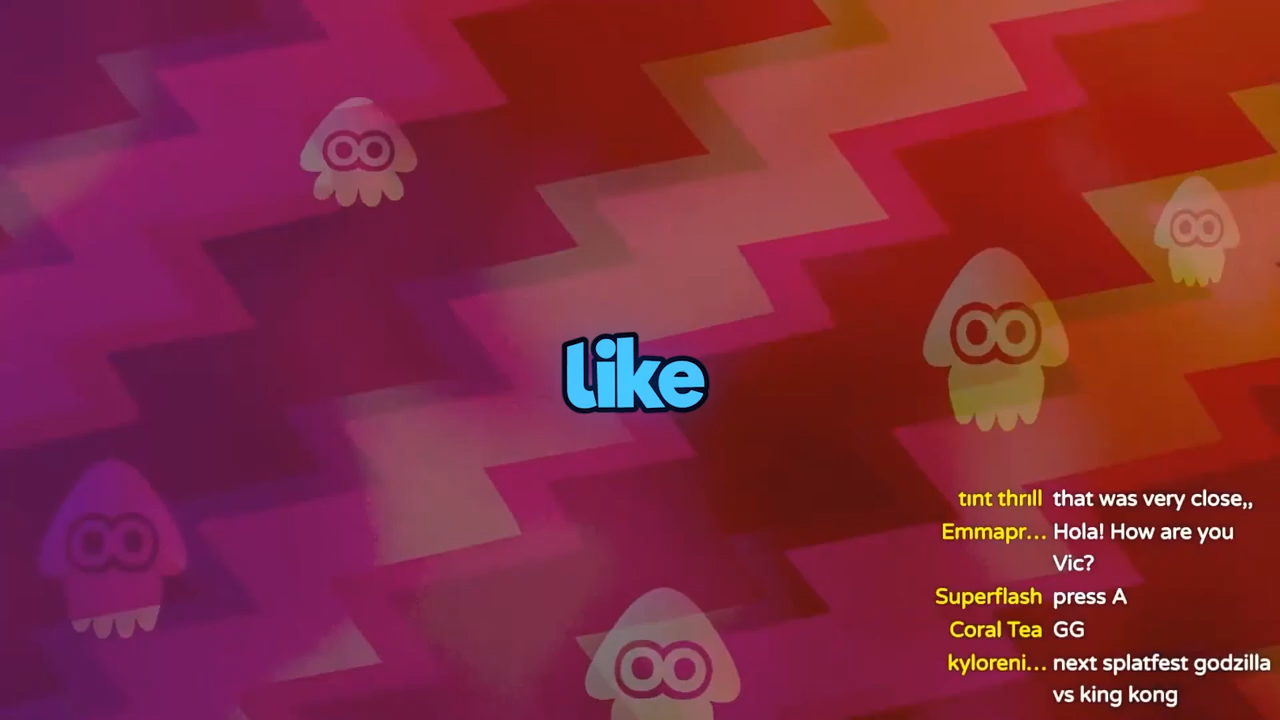 like
tınt thrıll that was very close,,
Emmapr... Hola! How are you
Vic?
Superflash press A
Coral Tea GG
kyloreni... next splatfest godzilla
vs king kong